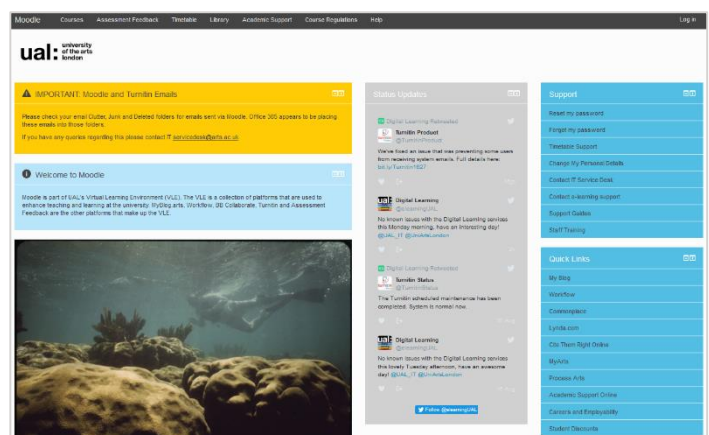 Moodle Courses Assessment Feedback Timetable Library Academic Support Course Regulations Help Log in
ual: university
of the arts
london
IMPORTANT: Moodle and Turnitin Emails
Please check your email Clutter, Junk and Deleted folders for emails sent via Moodle. Office 365 appears to be placing
these emails into those folders.
If you have any queries regarding this please contact IT servicedesk@arts.ac.uk
Welcome to Moodle
Moodle is part of UAL's Virtual Learning Environment (VLE). The VLE is a collection of platforms that are used to
enhance teaching and learning at the university. MyBlog.arts, Workflow, BB Collaborate, Turnitin and Assessment
Feedback are the other platforms that make up the VLE.
Status Updates
Digital Learning Retweeted
Turnitin Product
@TurnitinProduct
We've fixed an issue that was preventing some users
from receiving system emails. Full details here:
Digital Learning
No known issues with the Digital Learning services
this Monday morning, have an interesting day!
@UAL_IT @UniArtsLondon
Digital Learning Retweeted
Turnitin Status
@TurnitinStatus
The Turnitin scheduled maintenance has been
completed. System is normal now.
Digital Learning
No known issues with the Digital Learning services
this lovely Tuesday afternoon, have an awesome
day! @UAL_IT @UniArtsLondon
Follow @elearningUAL
Support
Reset my password
Forgot my password
Timetable Support
Change My Personal Details
Contact IT Service Desk
Contact e-learning support
Support Guides
Staff Training
Quick Links
My Blog
Workflow
Commonplace
Lynda.com
Cite Them Right Online
MyArts
Process Arts
Academic Support Online
Careers and Employability
Student Discounts